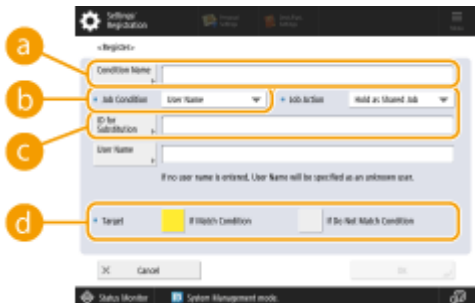 Settings/
Registration
<Register>
a
Condition Name
b
Job Condition User Name Job Action Hold as Shared Job
ID for
Substitution
c
User Name
If no user name is entered, User Name will be specified as an unknown user.
d
Target If Match Condition If Do Not Match Condition
Cancel
OK
Status Monitor System Management mode.